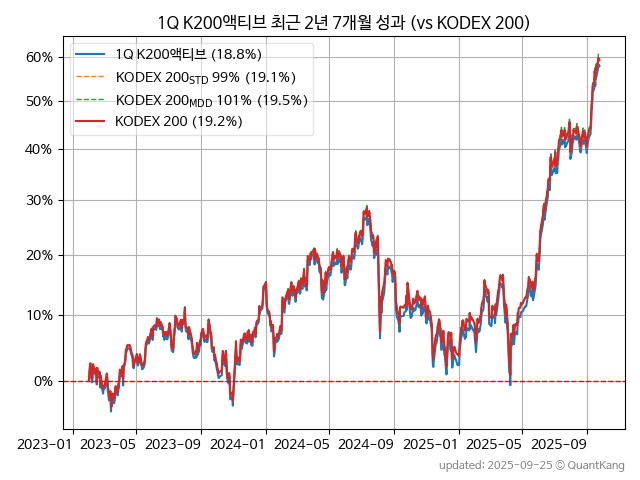 1Q K200액티브 최근 2년 7개월 성과 (vs KODEX 200)
1Q K200액티브 (18.8%)
KODEX 200STD 99% (19.1%)
KODEX 200MDD 101% (19.5%)
KODEX 200 (19.2%)
60%
50%
40%
30%
20%
10%
0%
2023-01 2023-05 2023-09 2024-01 2024-05 2024-09 2025-01 2025-05 2025-09
updated: 2025-09-25 © QuantKang